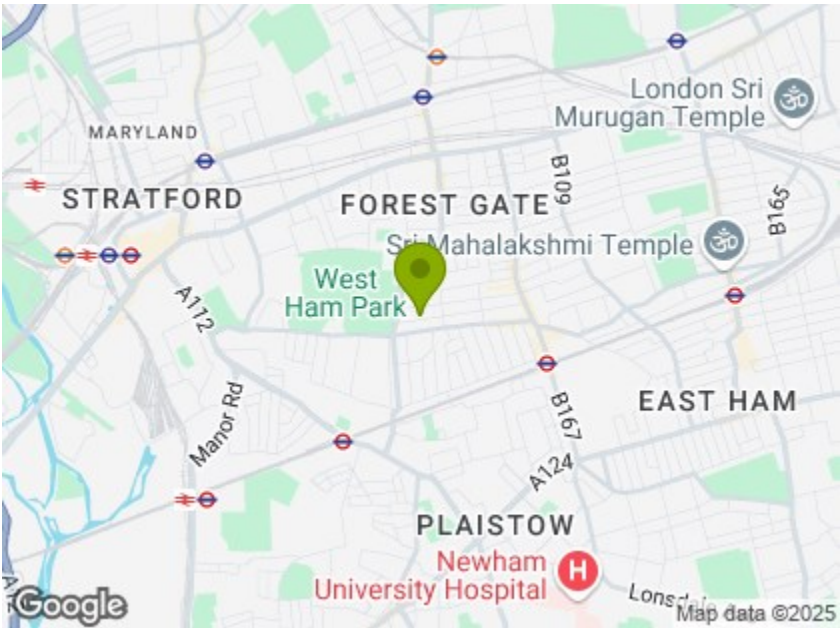 London Sri
Murugan Temple
MARYLAND
STRATFORD
FOREST GATE
B109
B165
Sri Mahalakshmi Temple
West
Ham Park
A112
Manor Rd
EAST HAM
B167
A124
PLAISTOW
Newham
University Hospital
H
Google
Map data ©2025